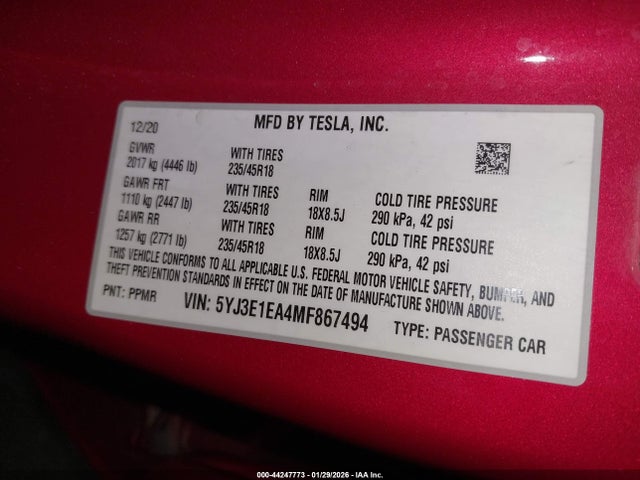 12/20 MFD BY TESLA, INC.
GVWR
2017 kg (4446 lb) WITH TIRES 235/45R18
GAWR FRT
1110 kg (2447 lb) WITH TIRES 235/45R18 RIM 18X8.5J COLD TIRE PRESSURE 290 kPa, 42 psi
GAWR RR
1257 kg (2771 lb) WITH TIRES 235/45R18 RIM 18X8.5J COLD TIRE PRESSURE 290 kPa, 42 psi
THIS VEHICLE CONFORMS TO ALL APPLICABLE U.S. FEDERAL MOTOR VEHICLE SAFETY, BUMPER, AND
THEFT PREVENTION STANDARDS IN EFFECT ON THE DATE OF MANUFACTURE SHOWN ABOVE.
PNT: PPMR VIN: 5YJ3E1EA4MF867494 TYPE: PASSENGER CAR
000-44247773 - 01/29/2026 - IAA Inc.